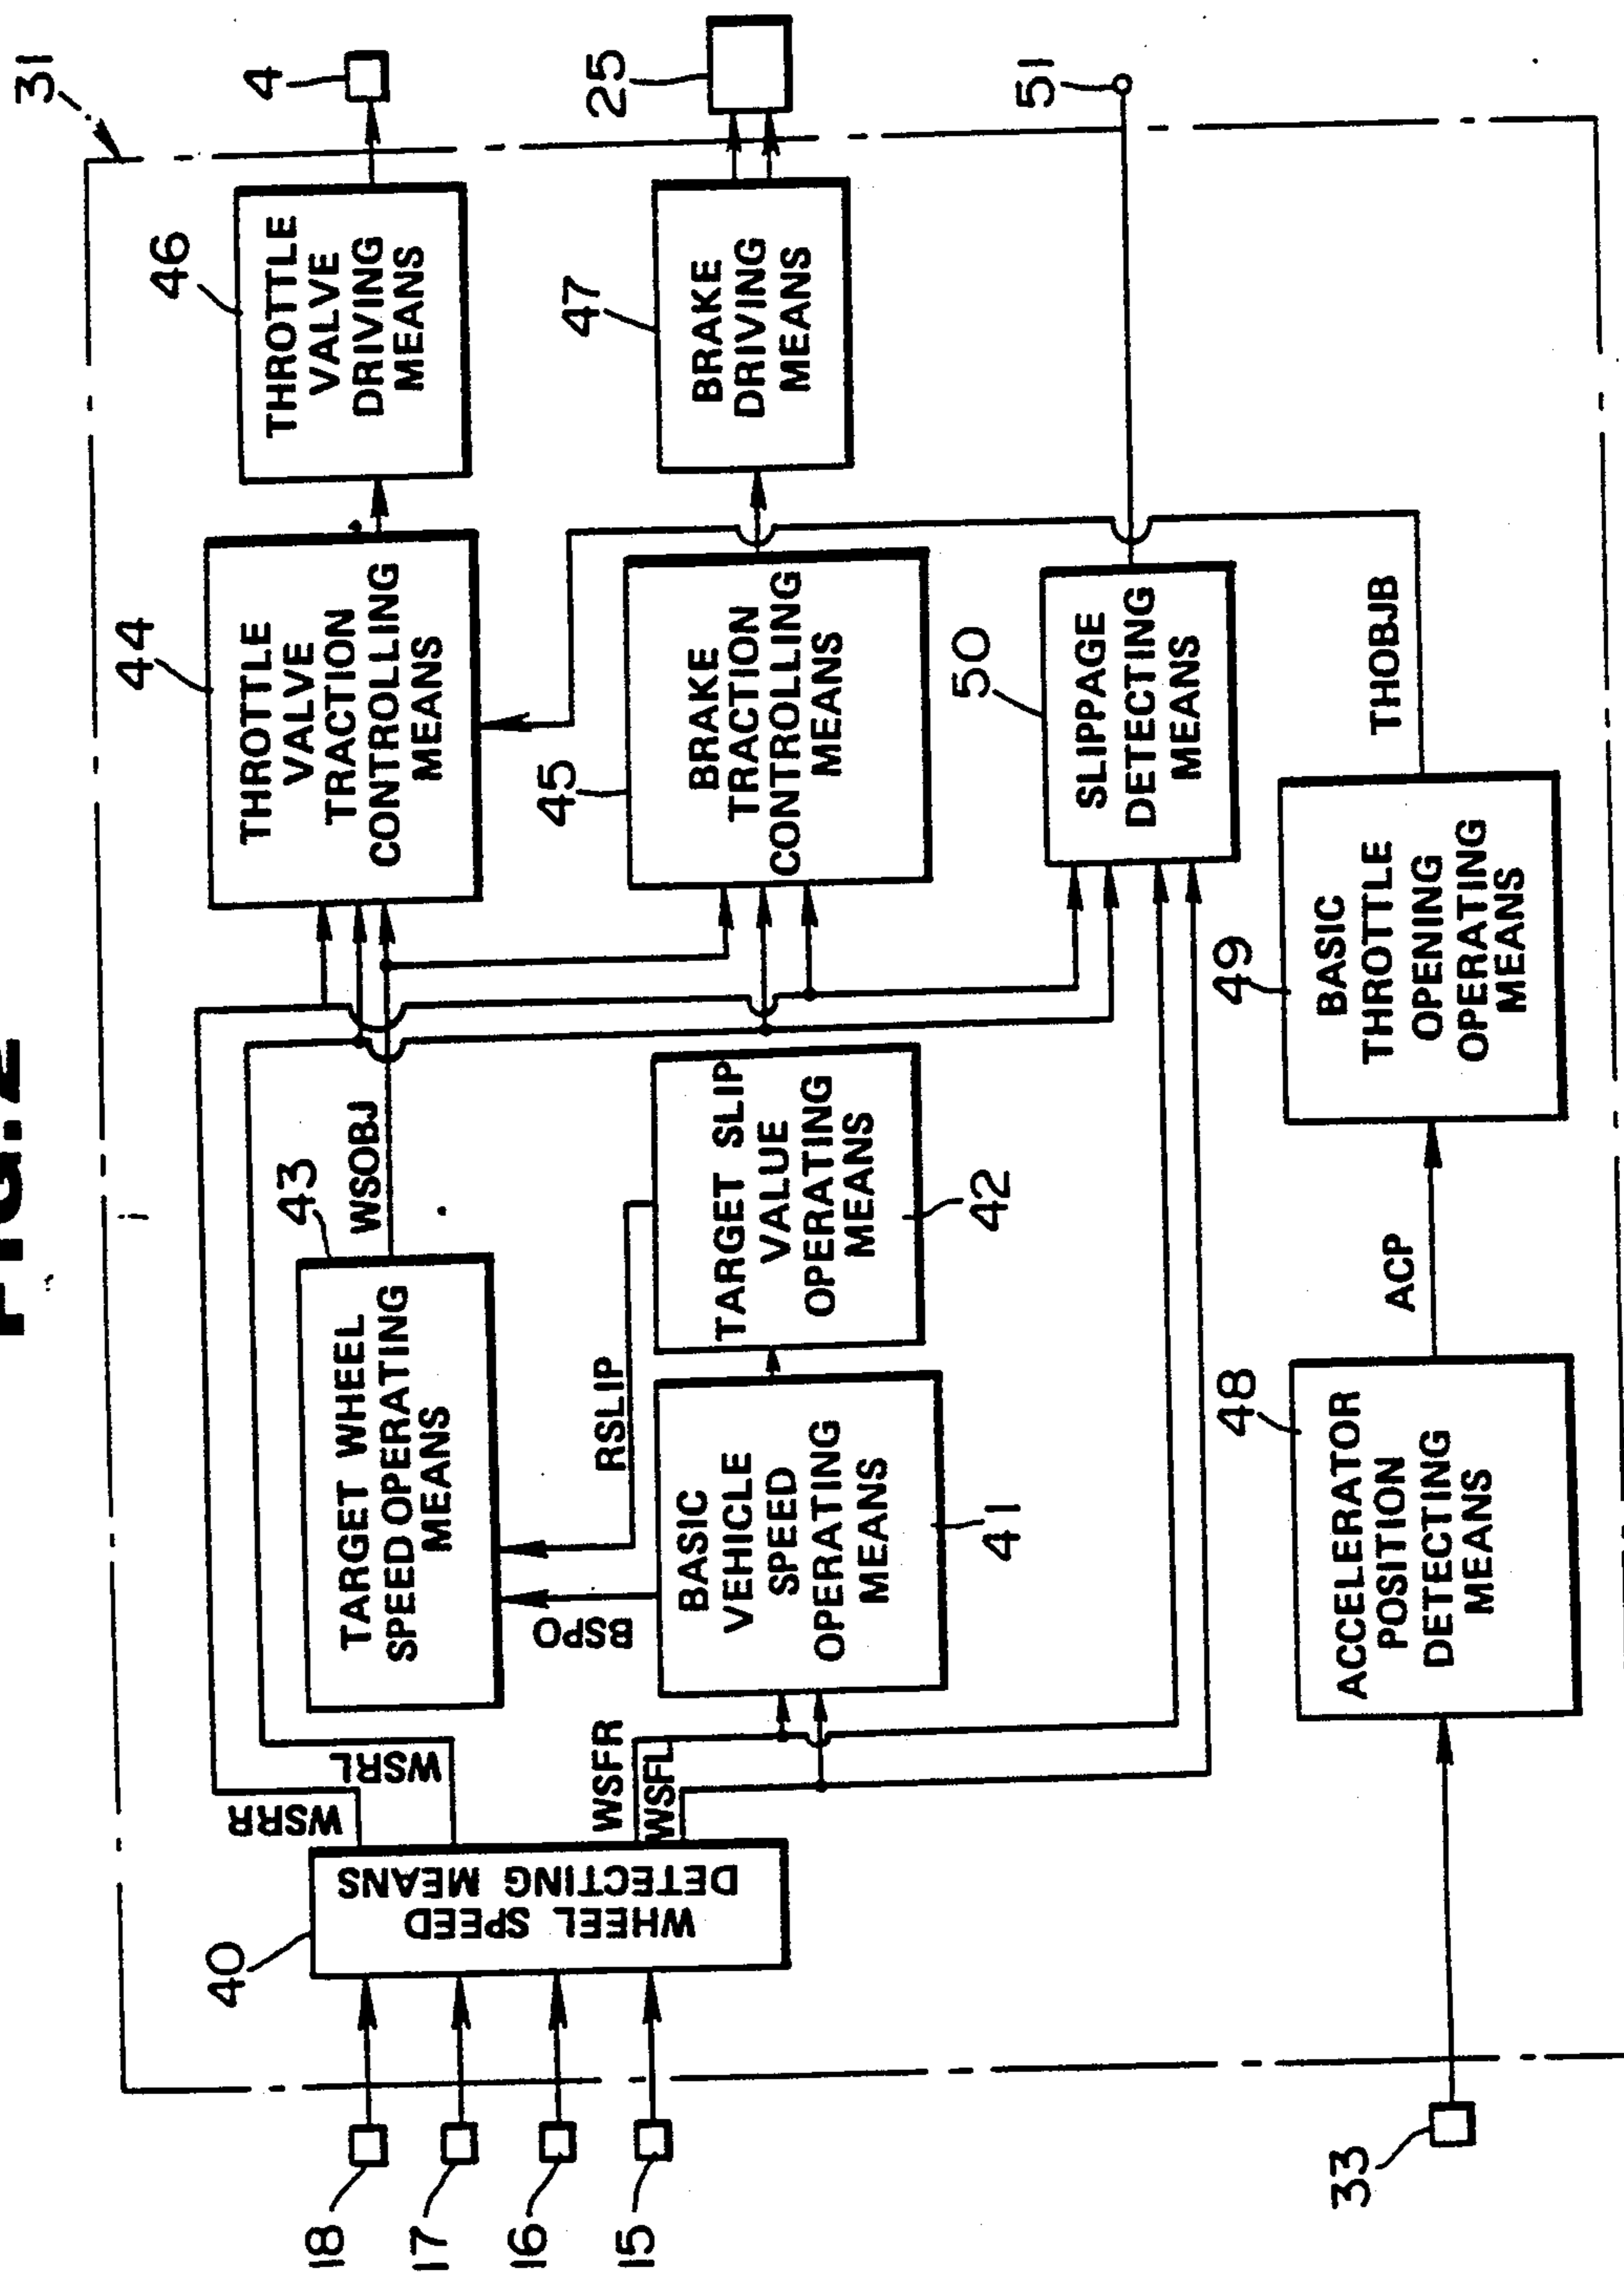 FIG.2
31
4
25
51
46
THROTTLE
VALVE
DRIVING
MEANS
47
BRAKE
DRIVING
MEANS
44
THROTTLE
VALVE
TRACTION
CONTROLLING
MEANS
45
BRAKE
TRACTION
CONTROLLING
MEANS
50
SLIPPAGE
DETECTING
MEANS
THOBJB
49
BASIC
THROTTLE
OPENING
OPERATING
MEANS
ACP
48
ACCELERATOR
POSITION
DETECTING
MEANS
33
43
WSOBJ
TARGET WHEEL
SPEED OPERATING
MEANS
RSLIP
BSPO
TARGET SLIP
VALUE
OPERATING
MEANS
42
BASIC
VEHICLE
SPEED
OPERATING
MEANS
41
WSRR
WSRL
WSFR
WSFL
40
WHEEL SPEED
DETECTING MEANS
18
17
16
15